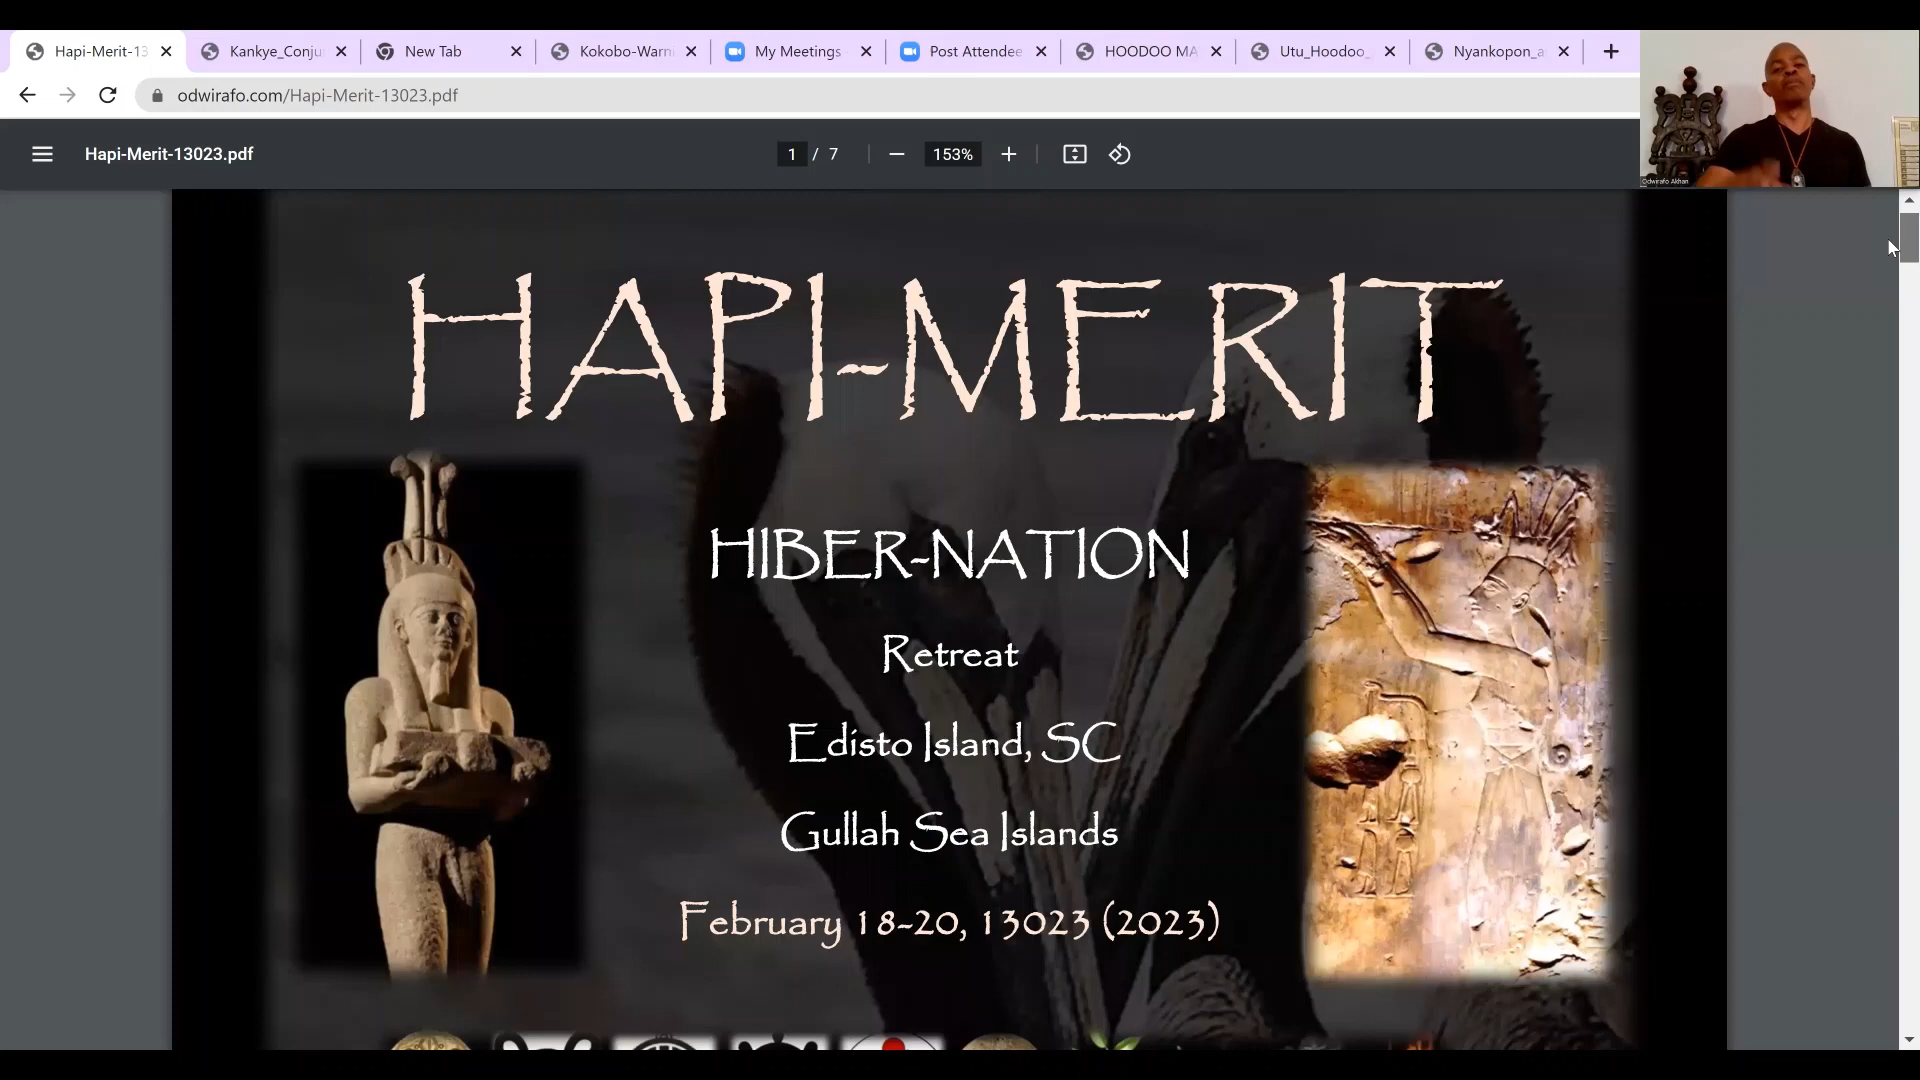 Hapi-Merit-13
Kankye_Conju
New Tab
Kokobo-Warn
My Meetings
Post Attendee
HOODOO MA
Utu_Hoodoo_
Nyankopon_a
odwirafo.com/Hapi-Merit-13023.pdf
Hapi-Merit-13023.pdf
1 / 7
153%
Odwirafo Akhan
HAPI-MERIT
HIBER-NATION
Retreat
Edisto Island, SC
Gullah Sea Islands
February 18-20, 13023 (2023)